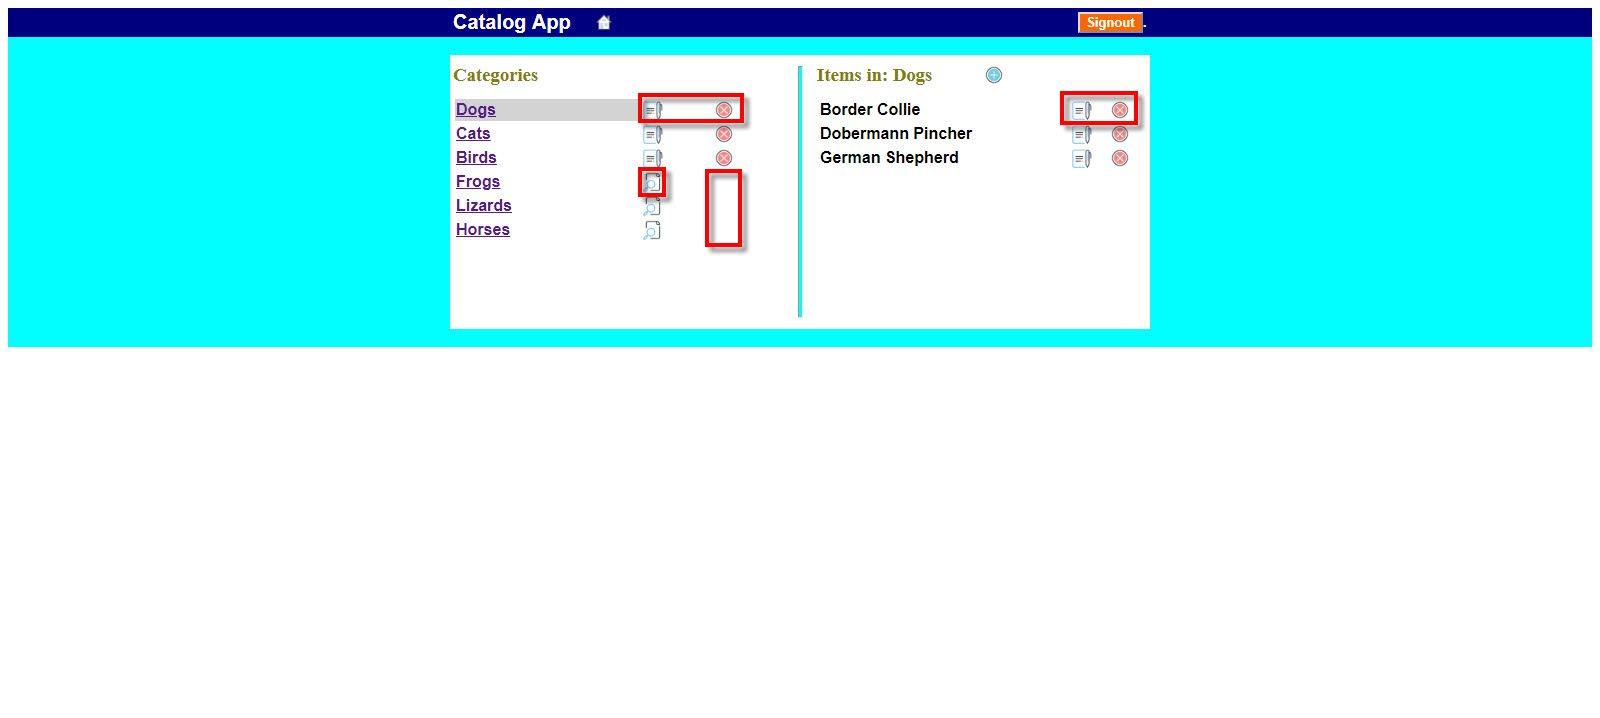 Catalog App
Signout.
Categories
Dogs
Cats
Birds
Frogs
Lizards
Horses
Items in: Dogs
Border Collie
Dobermann Pincher
German Shepherd